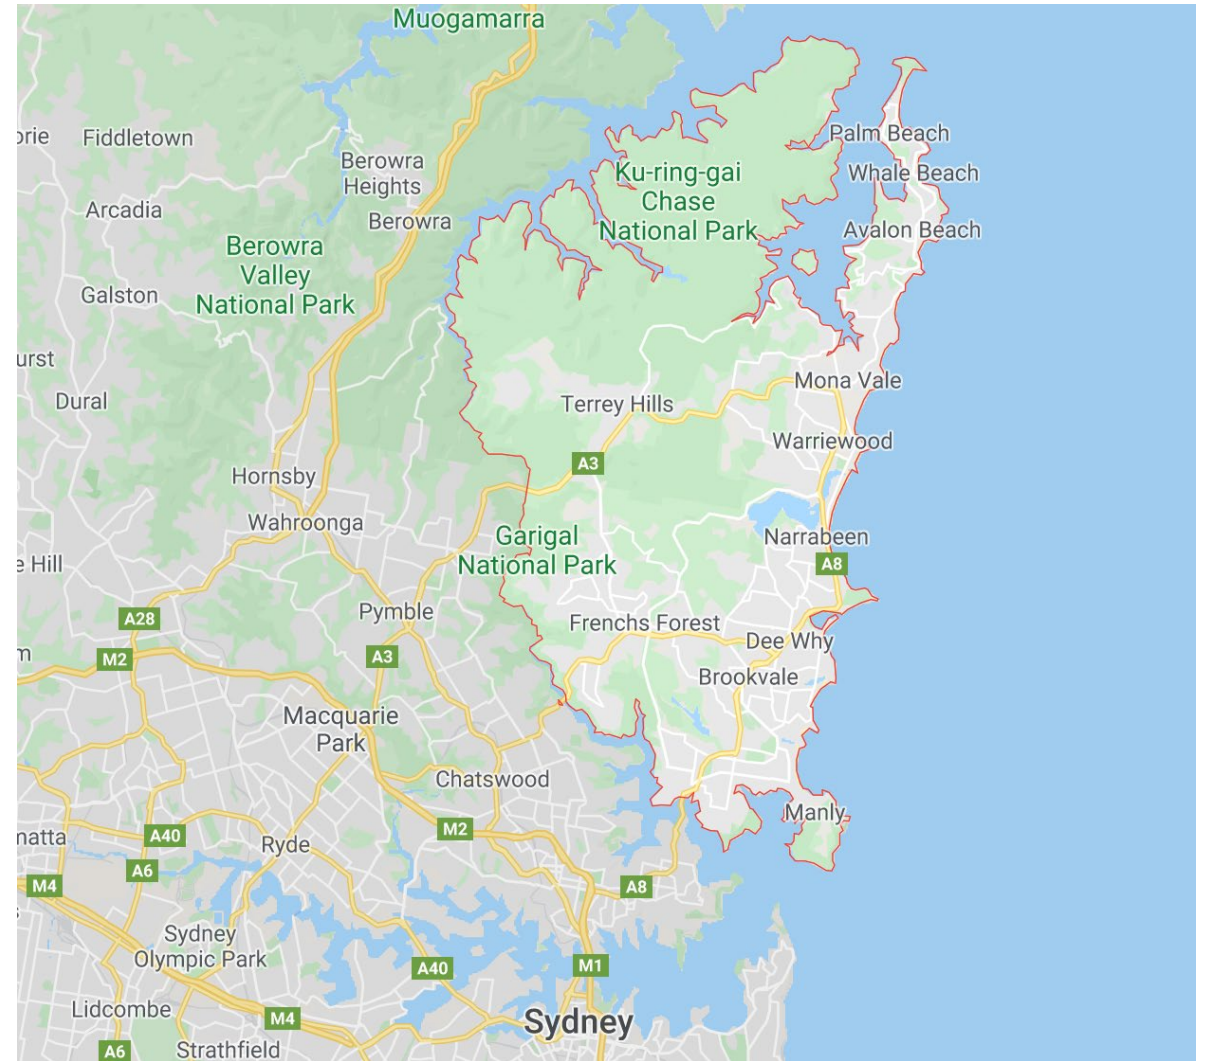 Muogamarra
Fiddletown
Palm Beach
Berowra
Heights
Ku-ring-gai
Chase
National Park
Whale Beach
Arcadia
Berowra
Avalon Beach
Berowra
Valley
National Park
Galston
urst
Mona Vale
Dural
Terrey Hills
Warriewood
A3
Hornsby
Wahroonga
Garigal
National Park
Narrabeen
e Hill
A8
Pymble
A28
Frenchs Forest
Dee Why
M2
A3
Brookvale
Macquarie
Park
Chatswood
Manly
M2
natta
A40
Ryde
A6
M4
A8
Sydney
Olympic Park
A40
M1
Lidcombe
M4
Sydney
A6
Strathfield